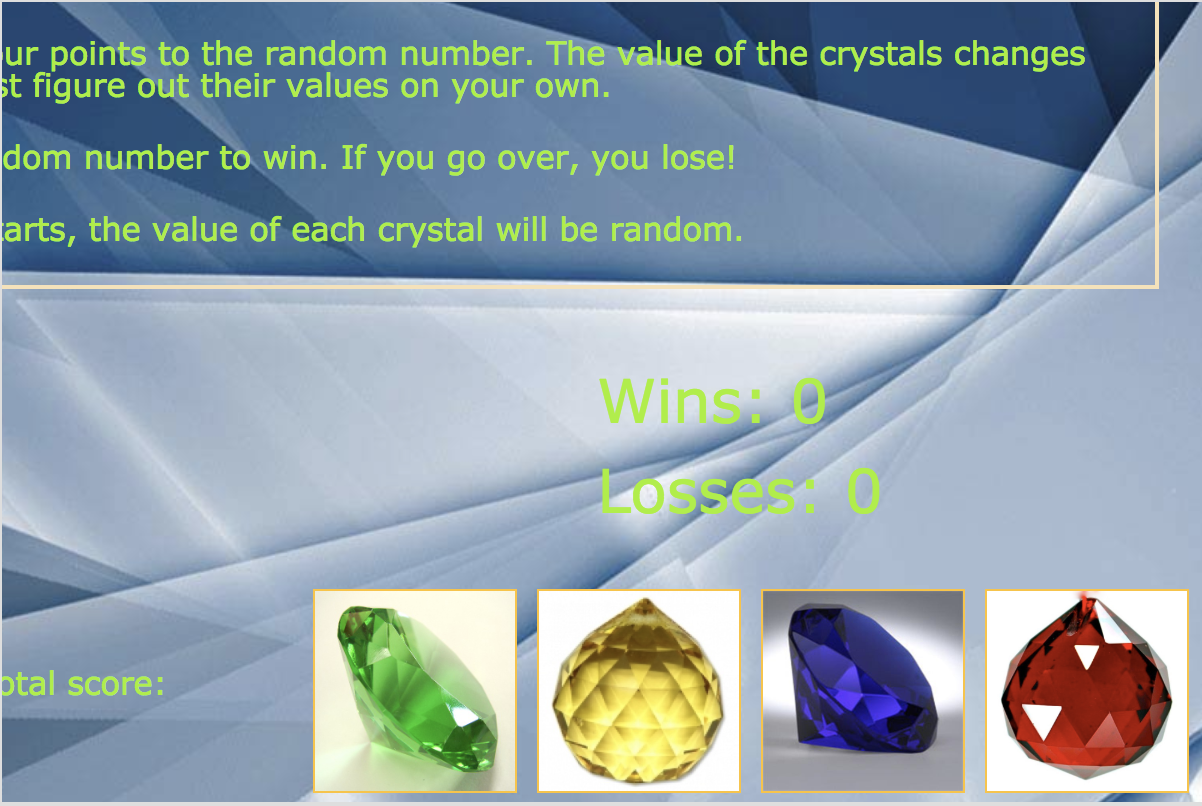 ur points to the random number. The value of the crystals changes
st figure out their values on your own.
dom number to win. If you go over, you lose!
tarts, the value of each crystal will be random.
Wins: 0
Losses: 0
otal score: